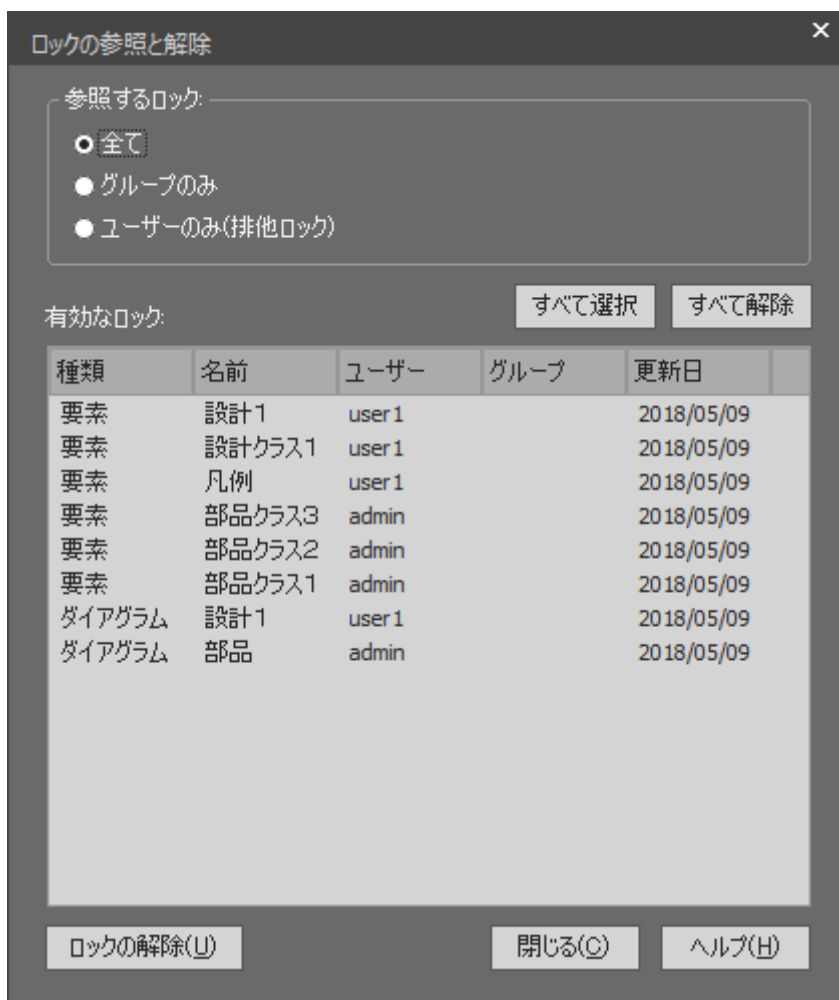 ロックの参照と解除
参照するロック:
全て
グループのみ
ユーザーのみ(排他ロック)
有効なロック: すべて選択 すべて解除
種類 名前 ユーザー グループ 更新日
要素 設計1 user1 2018/05/09
要素 設計クラス1 user1 2018/05/09
要素 凡例 user1 2018/05/09
要素 部品クラス3 admin 2018/05/09
要素 部品クラス2 admin 2018/05/09
要素 部品クラス1 admin 2018/05/09
ダイアグラム 設計1 user1 2018/05/09
ダイアグラム 部品 admin 2018/05/09
ロックの解除(U) 閉じる(C) ヘルプ(H)